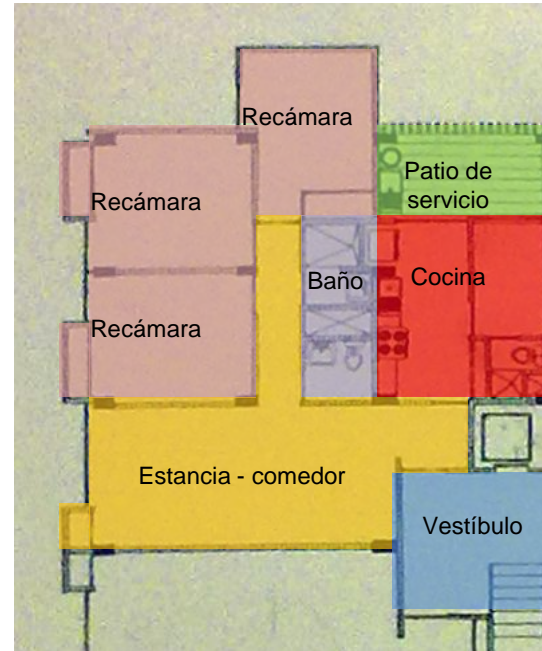 Recámara
Patio de
servicio
Recámara
Baño
Cocina
Recámara
Estancia - comedor
Vestíbulo